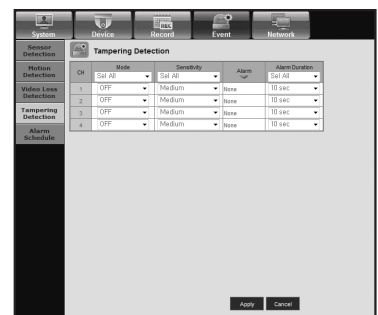 System Device Record Event Network
REC
Sensor Detection
Motion Detection
Video Loss Detection
Tampering Detection
Alarm Schedule
Tampering Detection
CH Mode Sensitivity Alarm Alarm Duration
Sel All Sel All Sel All
1 OFF Medium None 10 sec
2 OFF Medium None 10 sec
3 OFF Medium None 10 sec
4 OFF Medium None 10 sec
Apply Cancel